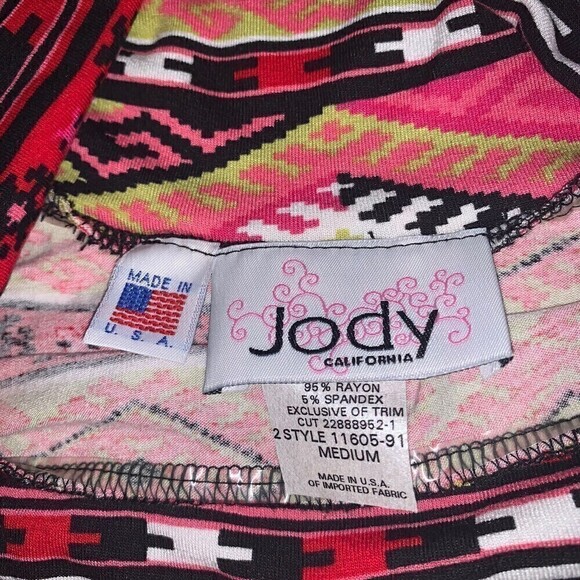 MADE IN
U. S. A.
Jody
CALIFORNIA
95% RAYON
5% SPANDEX
EXCLUSIVE OF TRIM
CUT 22888952-1
2 STYLE 11605-91
MEDIUM
MADE IN U.S.A.
OF IMPORTED FABRIC